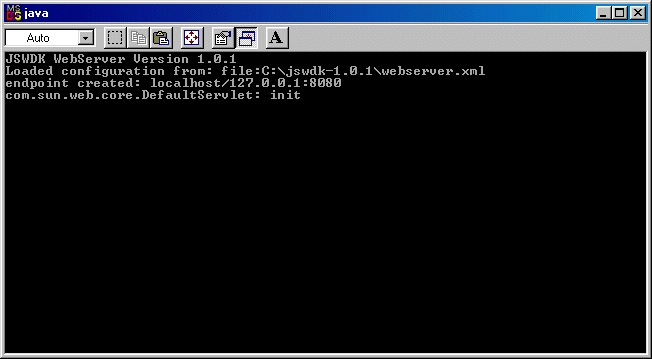 java
Auto
A
JSWDK WebServer Version 1.0.1
Loaded configuration from: file:C:\jswdk-1.0.1\webserver.xml
endpoint created: localhost/127.0.0.1:8080
com.sun.web.core.DefaultServlet: init